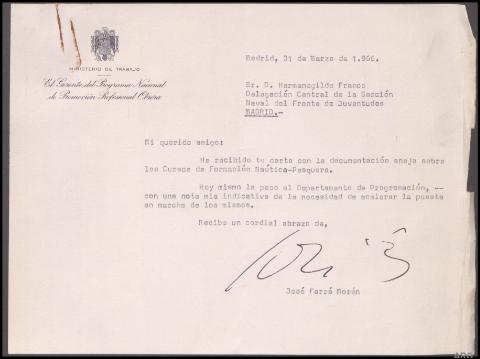 MINISTERIO DE TRABAJO
El Gerente del Programa Nacional
de Promoción Profesional Obrera
Madrid, 31 de Marzo de 1.966.
Sr. D. Hermenegildo Franco
Delegación Central de la Sección
Naval del Frente de Juventudes
MADRID.-
Mi querido amigo:
He recibido tu carta con la documentación aneja sobre
los Cursos de Formación Naútica-Pesquera.
Hoy mismo la paso al Departamento de Programación, --
con una nota mia indicativa de la necesidad de acelerar la puesta
en marcha de los mismos.
Recibe un cordial abrazo de,
José Farré Morán